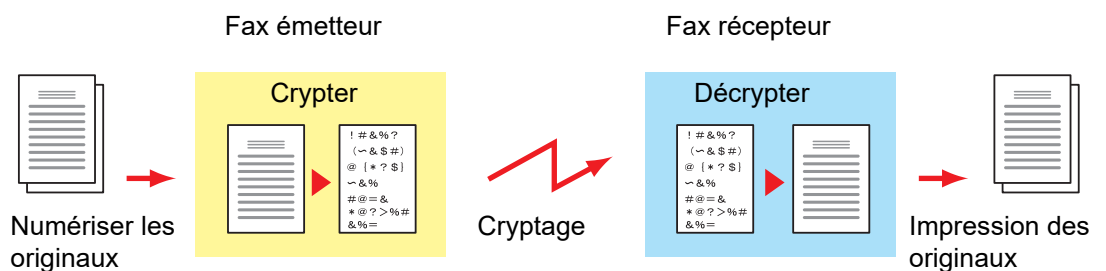 Fax émetteur
Fax récepteur
Crypter
Décrypter
!#&%?
(∽&$#)
@{*?$}
∽&%
#@=&
*@?>%#
&%=
!#&%?
(∽&$#)
@{*?$}
∽&%
#@=&
*@?>%#
&%=
Numériser les
originaux
Cryptage
Impression des
originaux